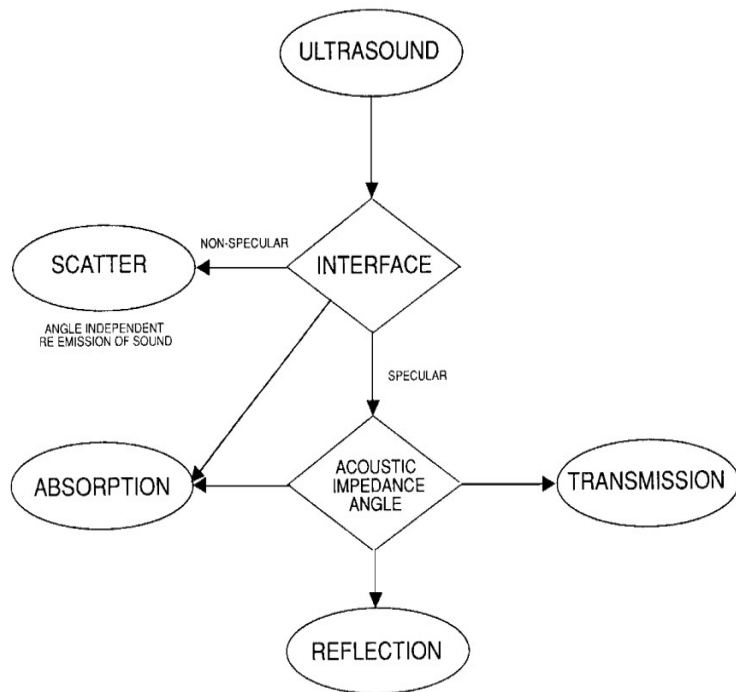 ULTRASOUND
NON-SPECULAR
SCATTER
INTERFACE
ANGLE INDEPENDENT
RE EMISSION OF SOUND
SPECULAR
ABSORPTION
ACOUSTIC
IMPEDANCE
ANGLE
TRANSMISSION
REFLECTION